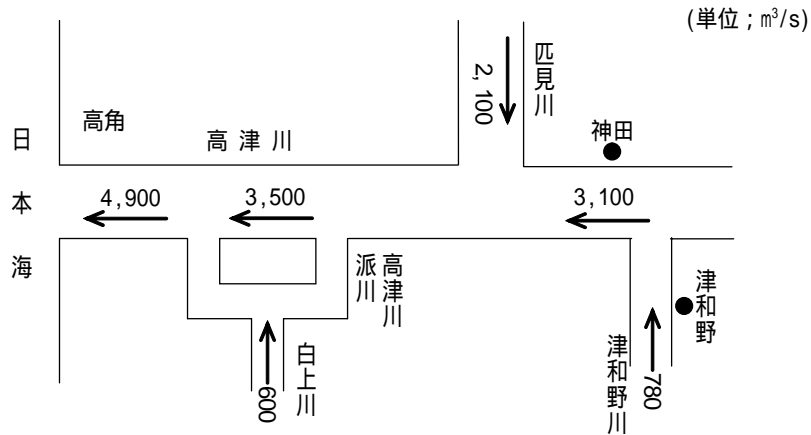 (単位；m³/s)
匹見川
2,100
神田
高角
高津川
日本海
4,900
3,500
3,100
高津川
派川
津和野
白上川
600
津和野川
780